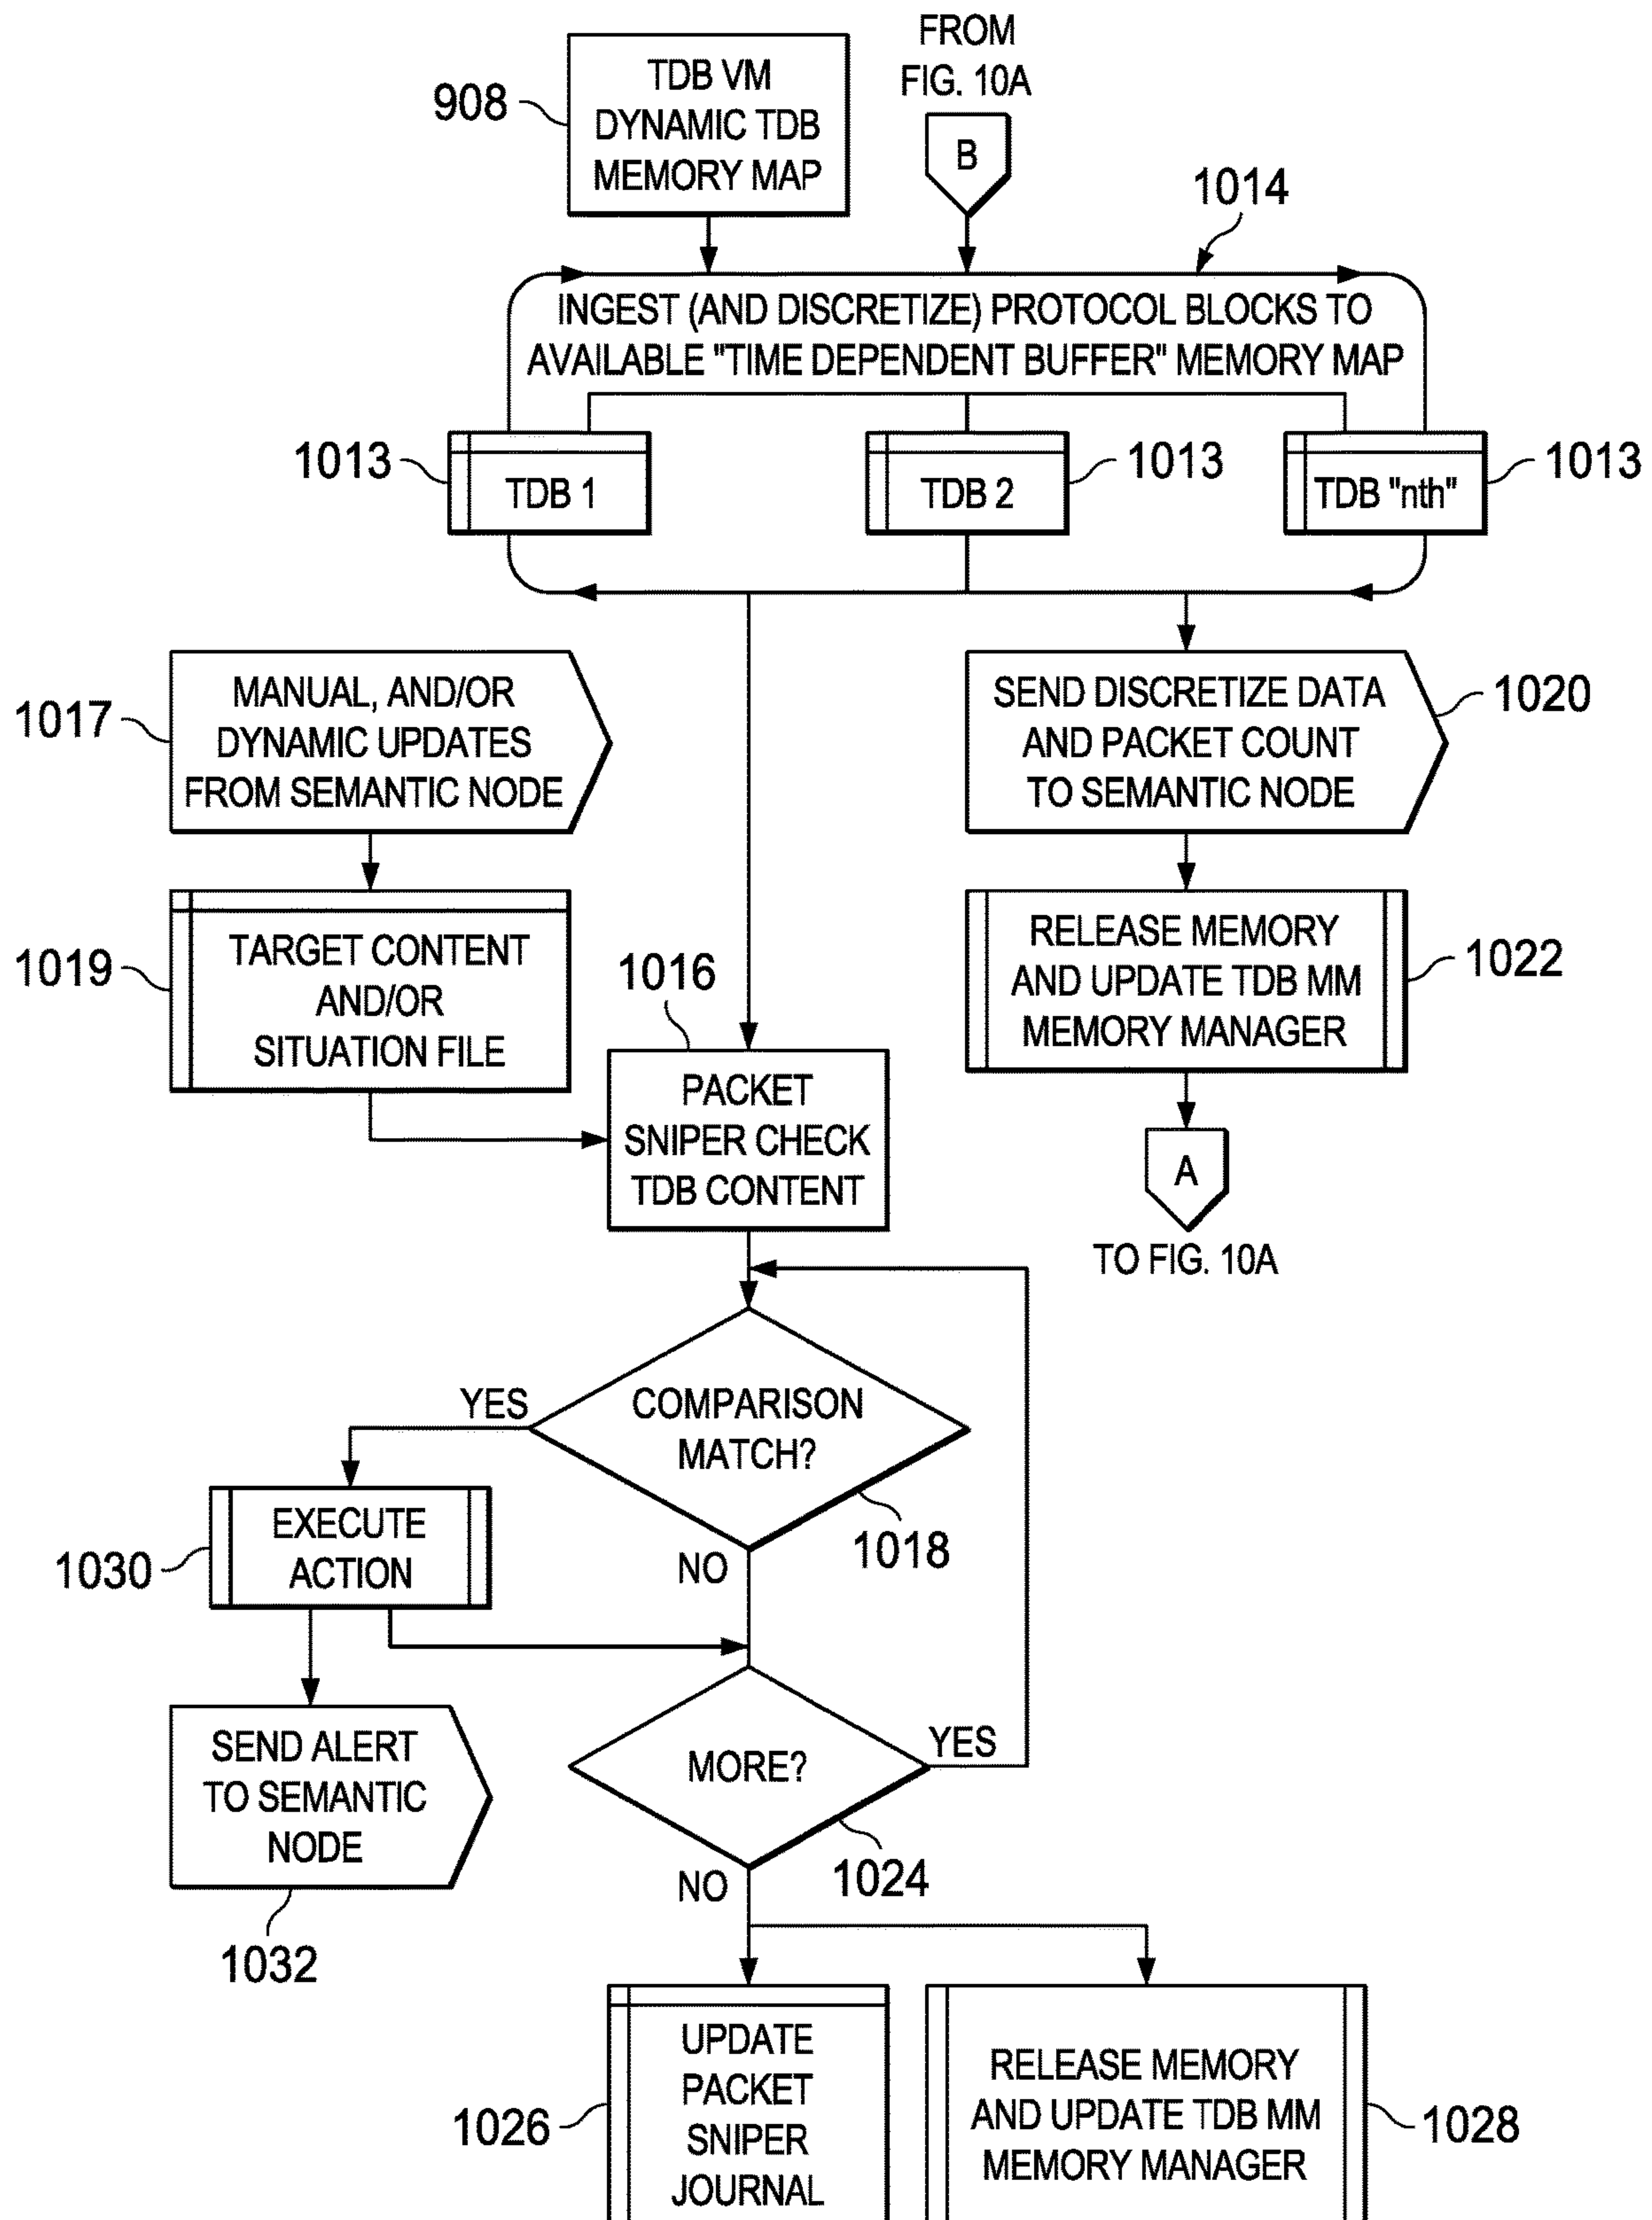 FROM
FIG. 10A
908
TDB VM
DYNAMIC TDB
MEMORY MAP
B
1014
INGEST (AND DISCRETIZE) PROTOCOL BLOCKS TO
AVAILABLE "TIME DEPENDENT BUFFER" MEMORY MAP
1013
TDB 1
TDB 2
1013
TDB "nth"
1013
1017
MANUAL, AND/OR
DYNAMIC UPDATES
FROM SEMANTIC NODE
SEND DISCRETIZE DATA
AND PACKET COUNT
TO SEMANTIC NODE
1020
1019
TARGET CONTENT
AND/OR
SITUATION FILE
1016
RELEASE MEMORY
AND UPDATE TDB MM
MEMORY MANAGER
1022
PACKET
SNIPER CHECK
TDB CONTENT
A
TO FIG. 10A
YES
COMPARISON
MATCH?
1018
NO
1030
EXECUTE
ACTION
SEND ALERT
TO SEMANTIC
NODE
1032
MORE?
YES
1024
NO
1026
UPDATE
PACKET
SNIPER
JOURNAL
RELEASE MEMORY
AND UPDATE TDB MM
MEMORY MANAGER
1028